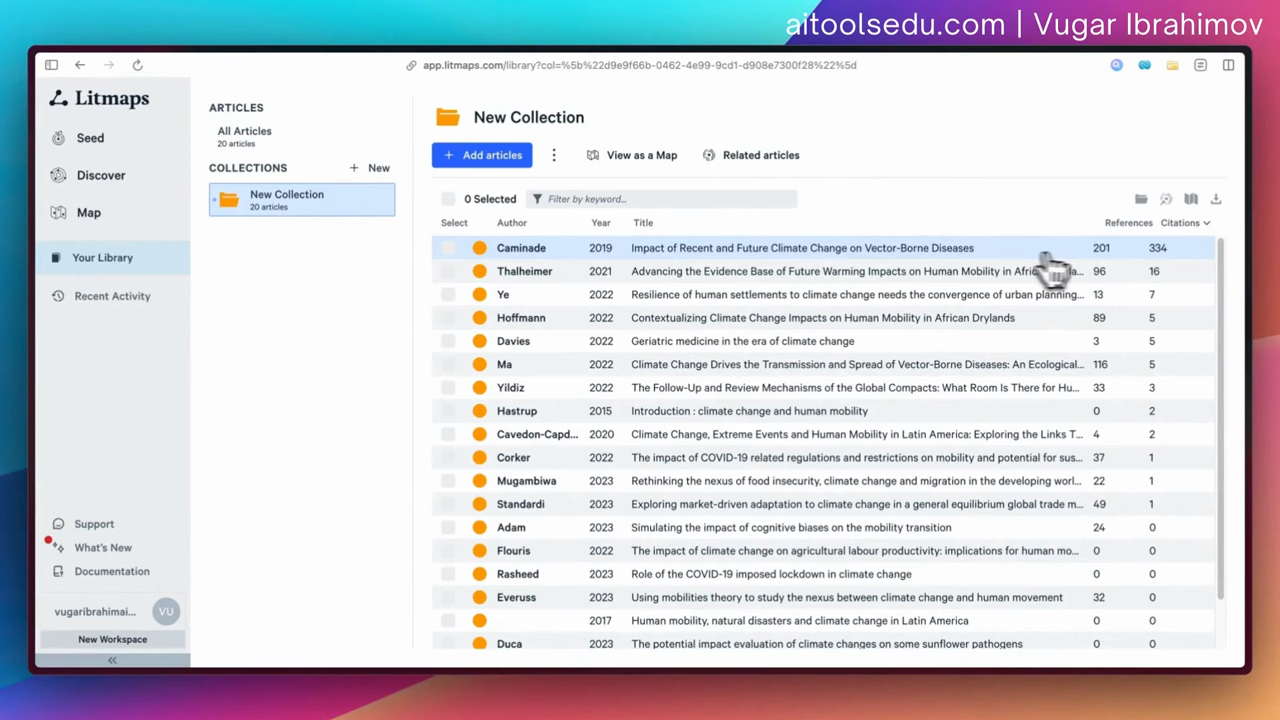 aitoolsedu.com | Vugar Ibrahimov
app.litmaps.com/library?col=%5b%22d9e9f66b-0462-4e99-9cd1-d908e7300f28%22%5d
Litmaps
Seed
Discover
Map
Your Library
Recent Activity
Support
What's New
Documentation
vugaribrahimai...
VU
New Workspace
«
ARTICLES
All Articles
20 articles
COLLECTIONS
+ New
New Collection
20 articles
New Collection
+ Add articles
View as a Map
Related articles
0 Selected
Filter by keyword...
Select Author Year Title References Citations
Caminade 2019 Impact of Recent and Future Climate Change on Vector-Borne Diseases 201 334
Thalheimer 2021 Advancing the Evidence Base of Future Warming Impacts on Human Mobility in 96 16
Ye 2022 Resilience of human settlements to climate change needs the convergence of urban planning... 13 7
Hoffmann 2022 Contextualizing Climate Change Impacts on Human Mobility in African Drylands 89 5
Davies 2022 Geriatric medicine in the era of climate change 3 5
Ma 2022 Climate Change Drives the Transmission and Spread of Vector-Borne Diseases: An Ecological... 116 5
Yildiz 2022 The Follow-Up and Review Mechanisms of the Global Compacts: What Room Is There for Hu... 33 3
Hastrup 2015 Introduction : climate change and human mobility 0 2
Cavedon-Capd... 2020 Climate Change, Extreme Events and Human Mobility in Latin America: Exploring the Links T... 4 2
Corker 2022 The impact of COVID-19 related regulations and restrictions on mobility and potential for sus... 37 1
Mugambiwa 2023 Rethinking the nexus of food insecurity, climate change and migration in the developing worl... 22 1
Standardi 2023 Exploring market-driven adaptation to climate change in a general equilibrium global trade m... 49 1
Adam 2023 Simulating the impact of cognitive biases on the mobility transition 24 0
Flouris 2022 The impact of climate change on agricultural labour productivity: implications for human mo... 0 0
Rasheed 2023 Role of the COVID-19 imposed lockdown in climate change 0 0
Everuss 2023 Using mobilities theory to study the nexus between climate change and human movement 32 0
2017 Human mobility, natural disasters and climate change in Latin America 0 0
Duca 2023 The potential impact evaluation of climate change on some sunflower pathogens 0 0